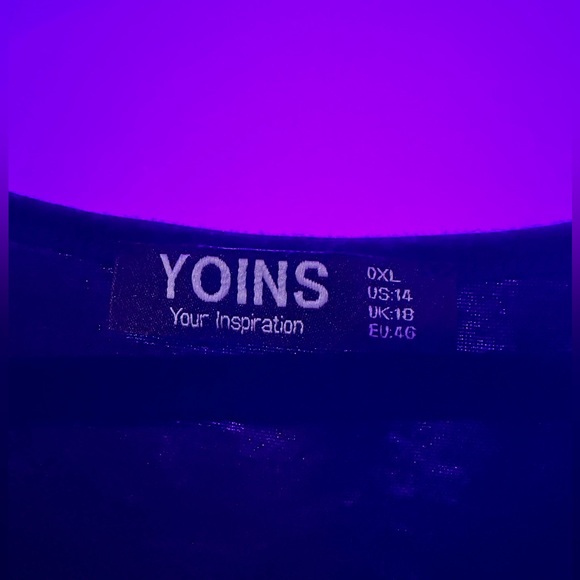 YOINS
Your Inspiration
0XL
US:14
UK:18
EU:46